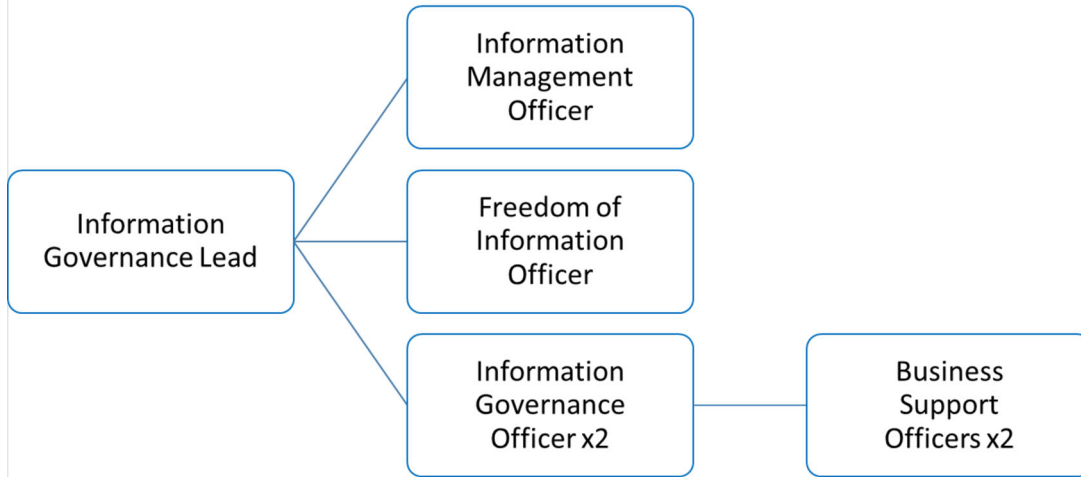 Information
Management
Officer
Information
Governance Lead
Freedom of
Information
Officer
Information
Governance
Officer x2
Business
Support
Officers x2